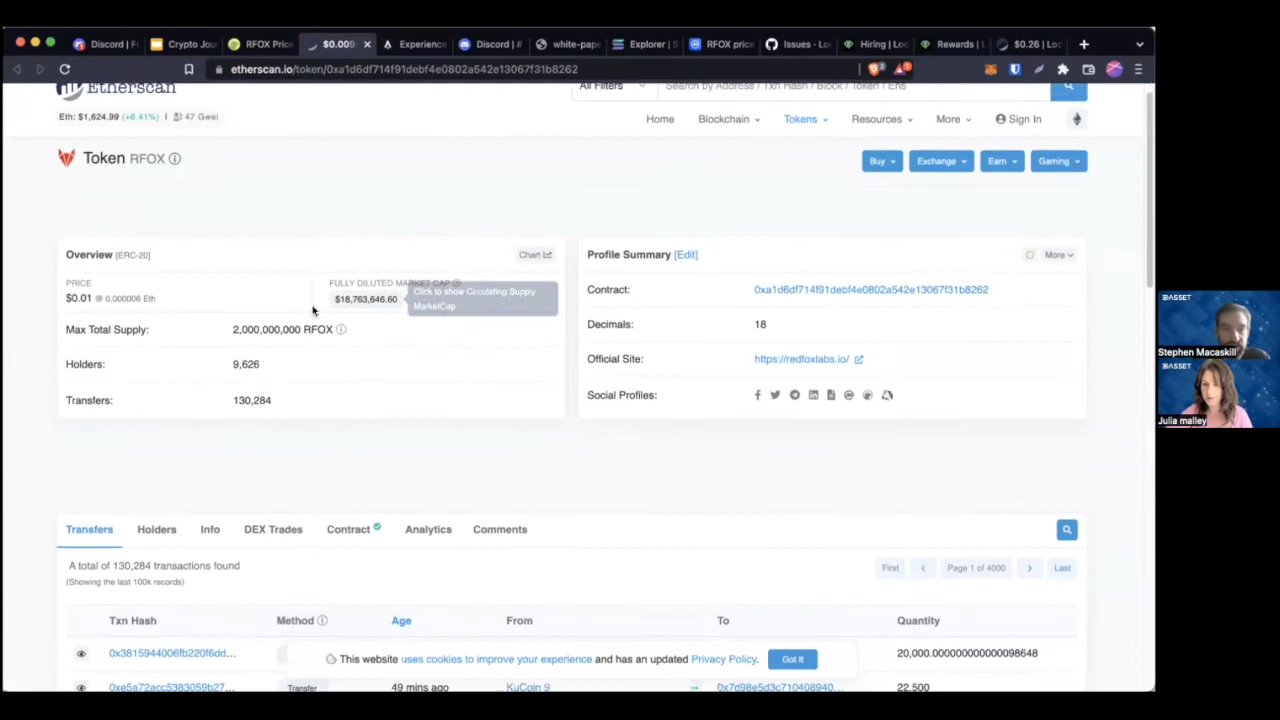 Discord | F
Crypto Jou
RFOX Price
$0.009
Experience
Discord | #
white-pape
Explorer | S
RFOX price
Issues · Lo
Hiring | Loo
Rewards | L
$0.26 | Loc
etherscan.io/token/0xa1d6df714f91debf4e0802a542e13067f31b8262
Etherscan
All Filters
Search by Address / Txn Hash / Block / Token / Ens
Eth: $1,624.99 (+6.41%) | 47 Gwei
Home Blockchain Tokens Resources More Sign In
Token RFOX
Buy Exchange Earn Gaming
Overview [ERC-20]
Chart
PRICE
$0.01 @ 0.000006 Eth
FULLY DILUTED MARKET CAP
$18,763,646.60
Click to show Circulating Supply
MarketCap
Max Total Supply: 2,000,000,000 RFOX
Holders: 9,626
Transfers: 130,284
Profile Summary [Edit]
More
Contract: 0xa1d6df714f91debf4e0802a542e13067f31b8262
Decimals: 18
Official Site: https://redfoxlabs.io/
Social Profiles:
DASSET
Stephen Macaskill
DASSET
Julia malley
Transfers Holders Info DEX Trades Contract Analytics Comments
A total of 130,284 transactions found
(Showing the last 100k records)
First Page 1 of 4000 Last
Txn Hash Method Age From To Quantity
0x3815944006fb220f6dd... 20,000.000000000000098648
This website uses cookies to improve your experience and has an updated Privacy Policy. Got It
0xe5a72acc5383059b27... Transfer 49 mins ago KuCoin 9 0x7d98e5d3c710408940... 22,500